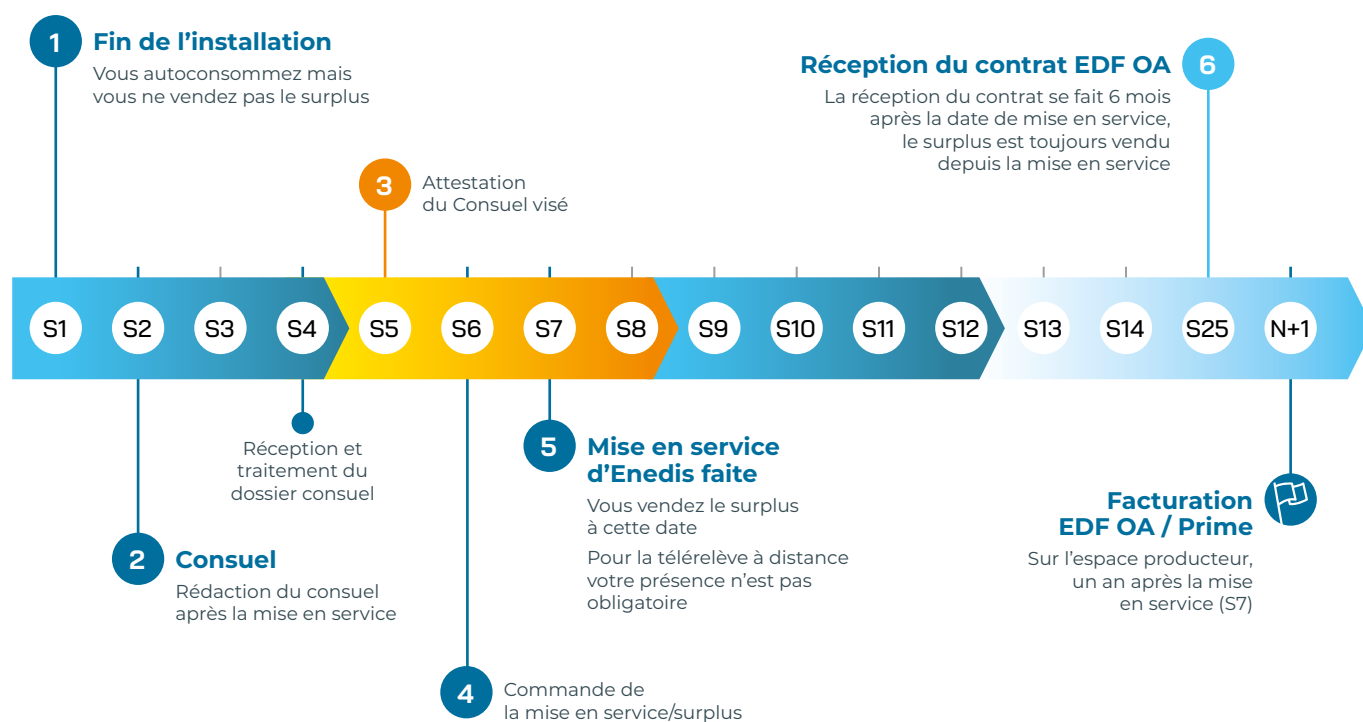 1
Fin de l'installation
Vous autoconsommez mais
vous ne vendez pas le surplus
Réception du contrat EDF OA
6
La réception du contrat se fait 6 mois
après la date de mise en service,
le surplus est toujours vendu
depuis la mise en service
3
Attestation
du Consuel visé
S1
S2
S3
S4
S5
S6
S7
S8
S9
S10
S11
S12
S13
S14
S25
N+1
Réception et
traitement du
dossier consuel
5
Mise en service
d'Enedis faite
Vous vendez le surplus
à cette date
Pour la télérelève à distance
votre présence n'est pas
obligatoire
Facturation
EDF OA / Prime
Sur l'espace producteur,
un an après la mise
en service (S7)
2
Consuel
Rédaction du consuel
après la mise en service
4
Commande de
la mise en service/surplus